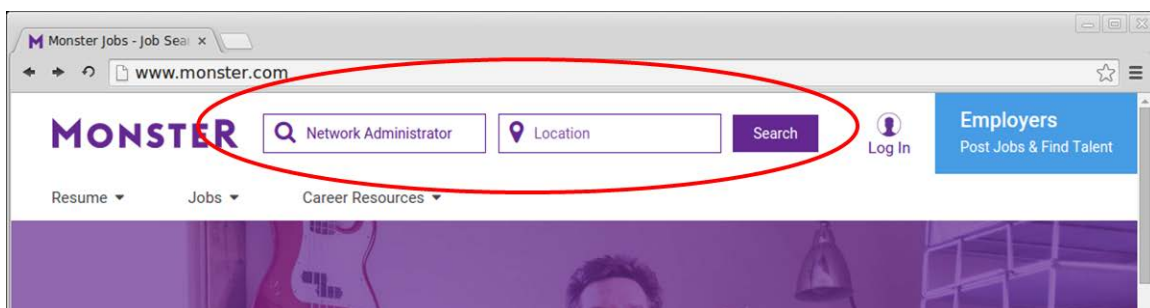 Monster Jobs - Job Sea
www.monster.com
MONSTER
Network Administrator
Location
Search
Log In
Employers
Post Jobs & Find Talent
Resume
Jobs
Career Resources